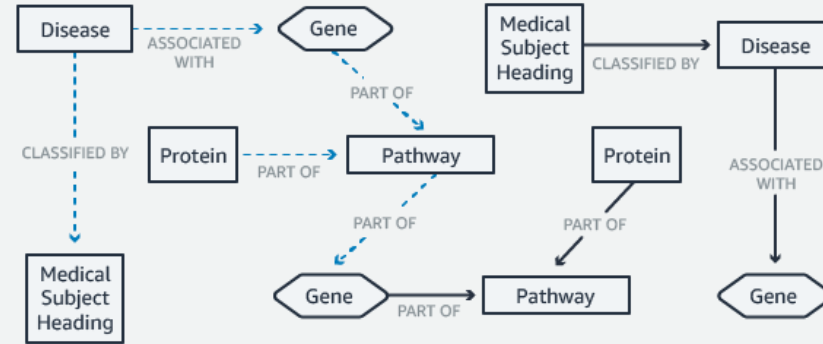 Disease
ASSOCIATED
WITH
Gene
Medical
Subject
Heading
CLASSIFIED BY
Disease
PART OF
CLASSIFIED BY
Protein
PART OF
Pathway
Protein
ASSOCIATED
WITH
PART OF
PART OF
Medical
Subject
Heading
Gene
PART OF
Pathway
Gene